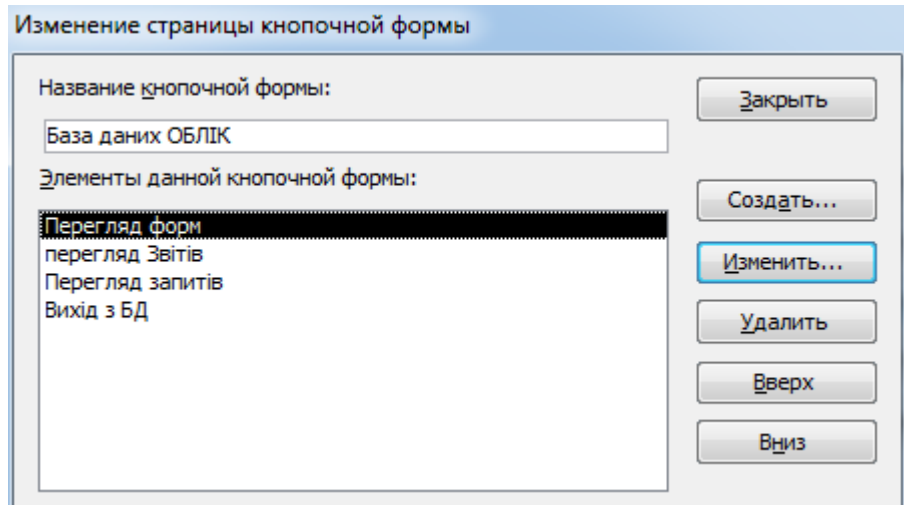 Изменение страницы кнопочной формы
Название кнопочной формы:
Закрыть
База даних ОБЛІК
Элементы данной кнопочной формы:
Создать...
Перегляд форм
перегляд Звітів
Изменить...
Перегляд запитів
Вихід з БД
Удалить
Вверх
Вниз